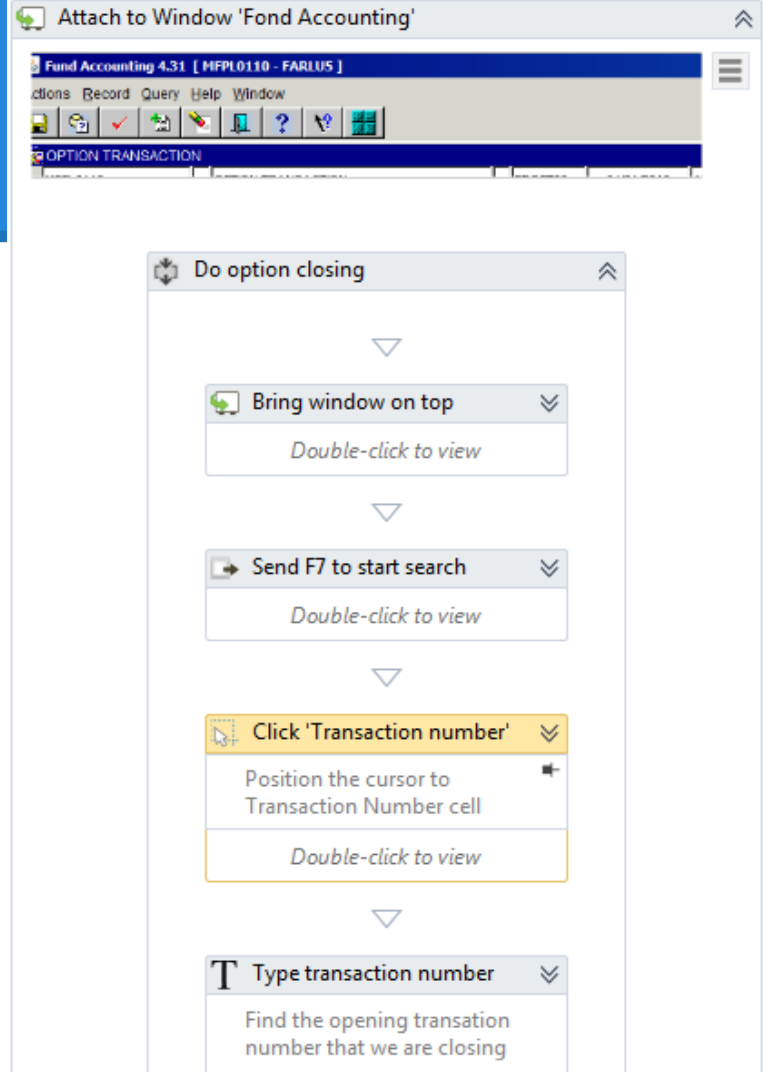 Attach to Window 'Fond Accounting'
Fund Accounting 4.31 [ MFPL0110 - FARLUS ]
ctions Record Query Help Window
OPTION TRANSACTION
Do option closing
Bring window on top
Double-click to view
Send F7 to start search
Double-click to view
Click 'Transaction number'
Position the cursor to
Transaction Number cell
Double-click to view
T Type transaction number
Find the opening transation
number that we are closing